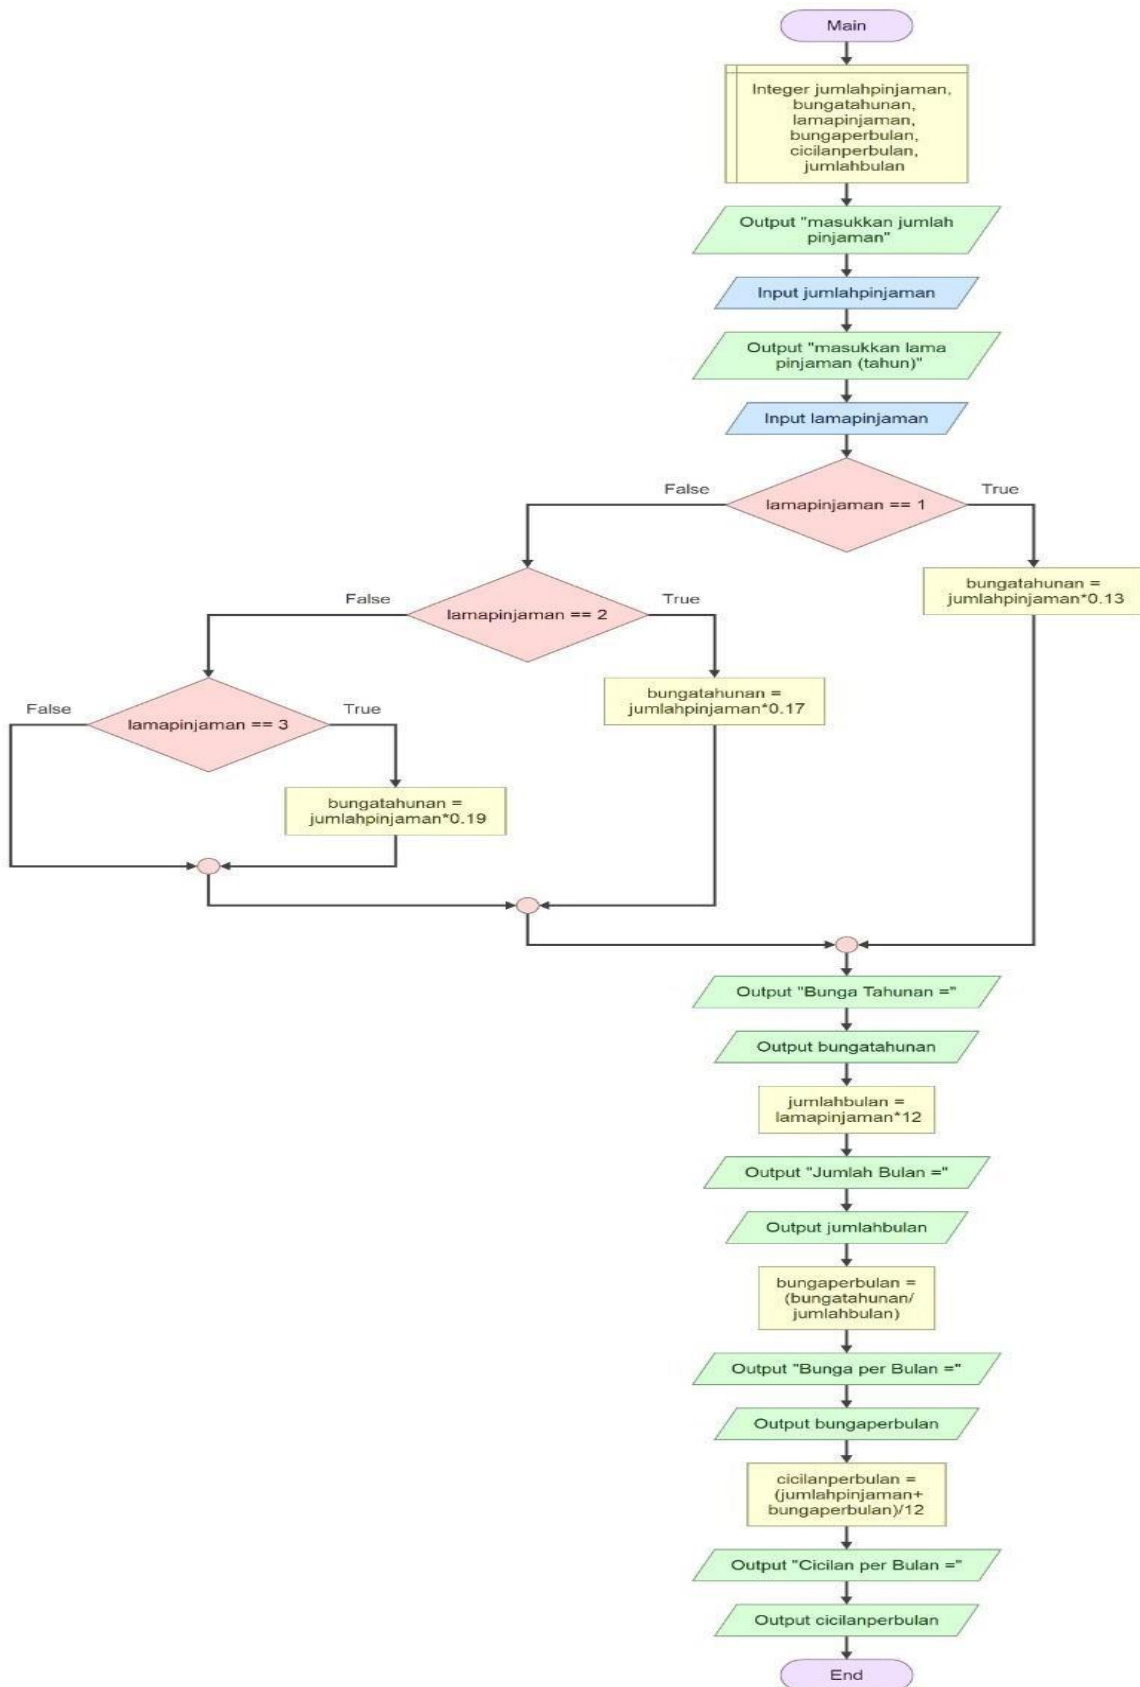 Main
Integer jumlahpinjaman,
bungatahunan,
lamapinjaman,
bungaperbulan,
cicilanperbulan,
jumlahbulan
Output "masukkan jumlah
pinjaman"
Input jumlahpinjaman
Output "masukkan lama
pinjaman (tahun)"
Input lamapinjaman
False
lamapinjaman == 1
True
bungatahunan =
jumlahpinjaman*0.13
False
lamapinjaman == 2
True
bungatahunan =
jumlahpinjaman*0.17
False
lamapinjaman == 3
True
bungatahunan =
jumlahpinjaman*0.19
Output "Bunga Tahunan ="
Output bungatahunan
jumlahbulan =
lamapinjaman*12
Output "Jumlah Bulan ="
Output jumlahbulan
bungaperbulan =
(bungatahunan/
jumlahbulan)
Output "Bunga per Bulan ="
Output bungaperbulan
cicilanperbulan =
(jumlahpinjaman+
bungaperbulan)/12
Output "Cicilan per Bulan ="
Output cicilanperbulan
End